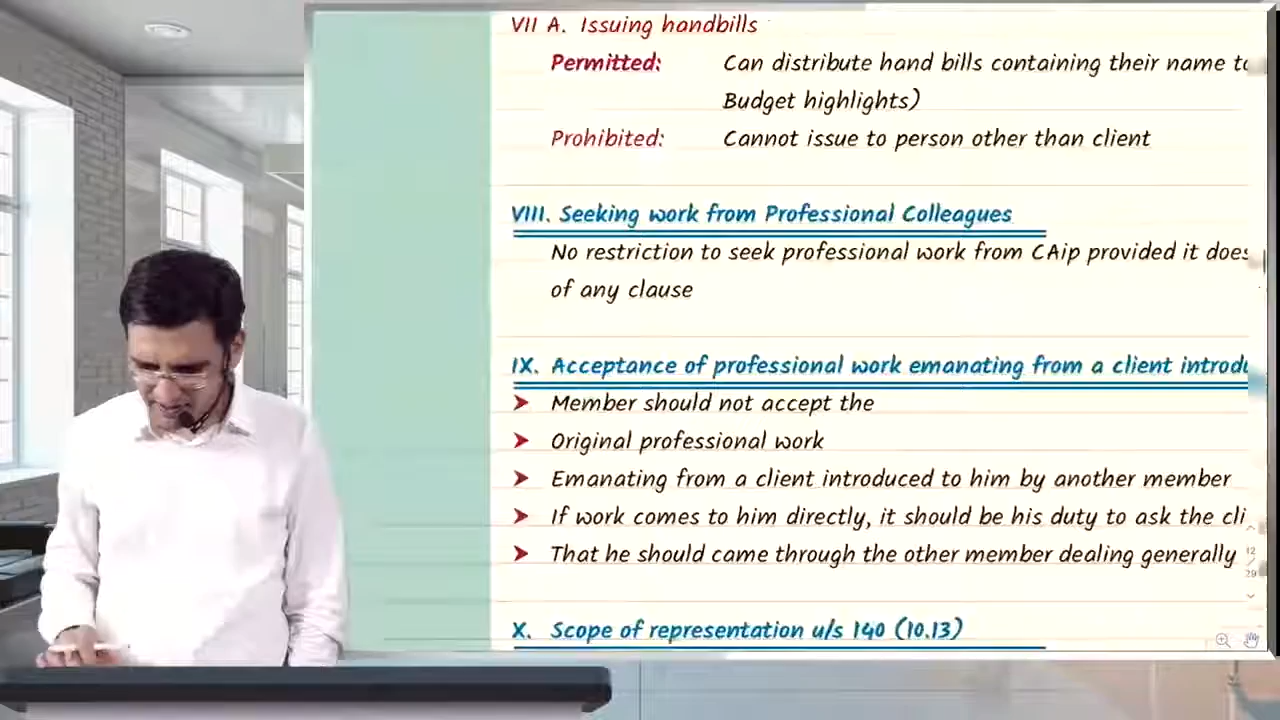 VII A. Issuing handbills
Permitted: Can distribute hand bills containing their name
Budget highlights)
Prohibited: Cannot issue to person other than client
VIII. Seeking work from Professional Colleagues
No restriction to seek professional work from CAip provided it does
of any clause
IX. Acceptance of professional work emanating from a client
Member should not accept the
Original professional work
Emanating from a client introduced to him by another member
If work comes to him directly, it should be his duty to ask the
That he should came through the other member dealing generally
12
29
X. Scope of representation u/s 140 (10.13)